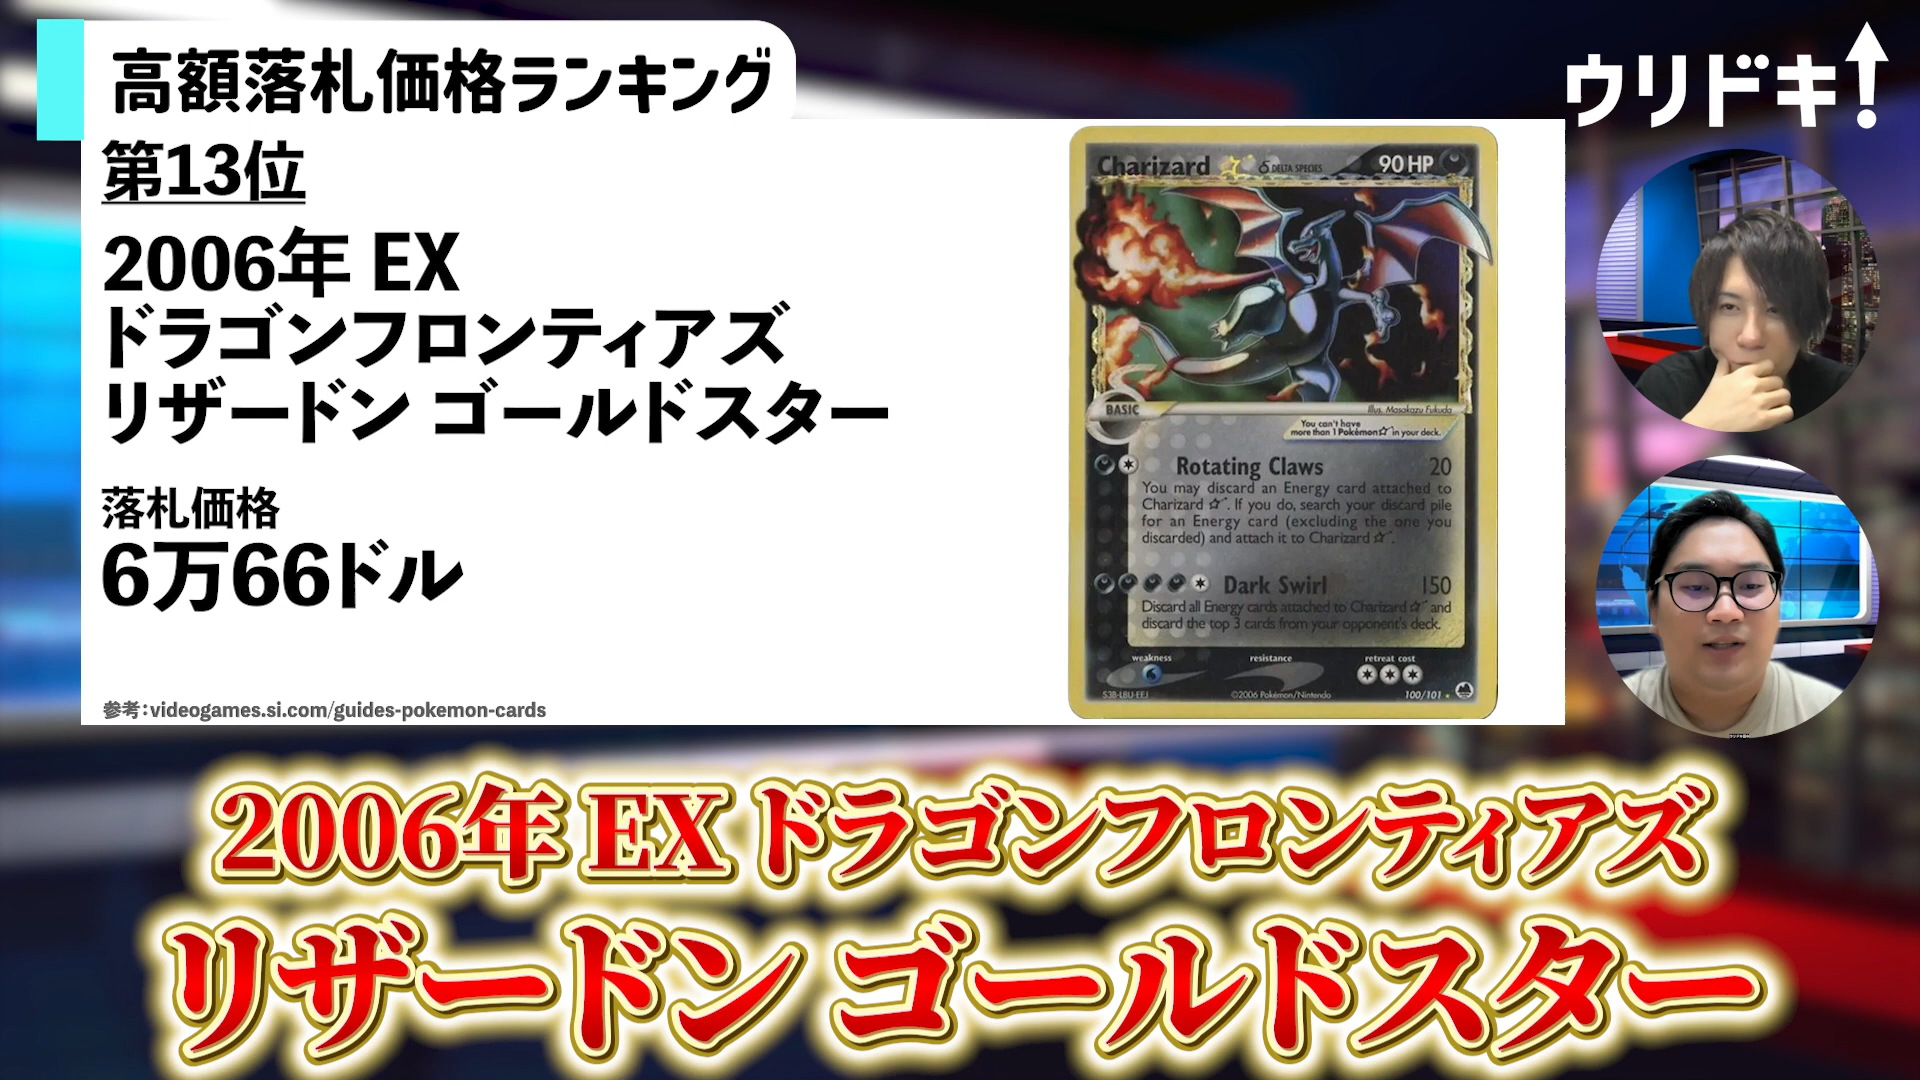 高額落札価格ランキング
ウリドキ!
第13位
2006年 EX
ドラゴンフロンティアズ
リザードン ゴールドスター
落札価格
6万66ドル
参考:videogames.si.com/guides-pokemon-cards
Charizard ☆ δ DELTA SPECIES 90 HP
BASIC
Illus. Masakazu Fukuda
You can't have
more than 1 Pokémon☆ in your deck.
Rotating Claws 20
You may discard an Energy card attached to
Charizard ☆. If you do, search your discard pile
for an Energy card (excluding the one you
discarded) and attach it to Charizard ☆.
Dark Swirl 150
Discard all Energy cards attached to Charizard ☆ and
discard the top 3 cards from your opponent's deck.
weakness resistance retreat cost
©2006 Pokémon/Nintendo 100/101
2006年 EX ドラゴンフロンティアズ
リザードン ゴールドスター